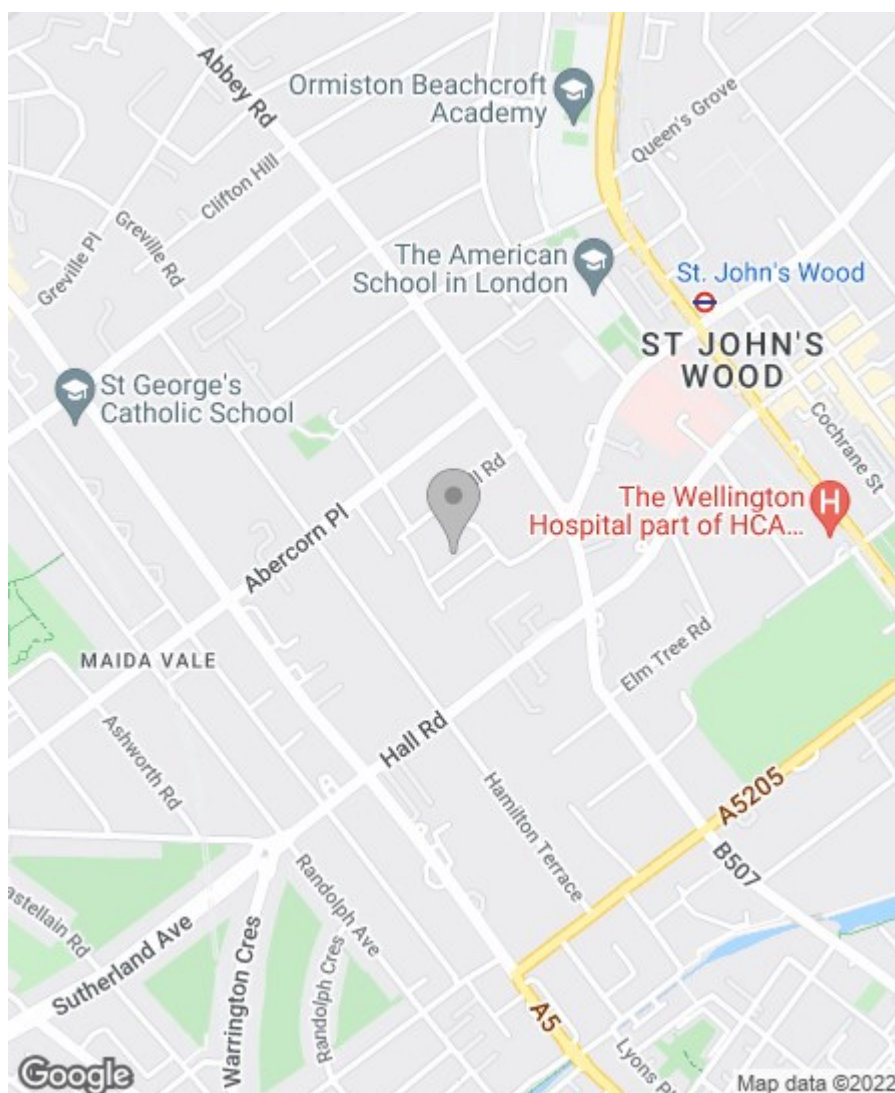 Abbey Rd
Ormiston Beachcroft
Academy
Queen's Grove
Clifton Hill
Greville Rd
Greville Pl
The American
School in London
St. John's Wood
ST JOHN'S
WOOD
St George's
Catholic School
Cochrane St
The Wellington
Hospital part of HCA...
H
Abercorn Pl
Elm Tree Rd
MAIDA VALE
Ashworth Rd
Hall Rd
Hamilton Terrace
A5205
B507
Randolph Ave
Sutherland Ave
Warrington Cres
Randolph Cres
A5
Google
Map data ©2022